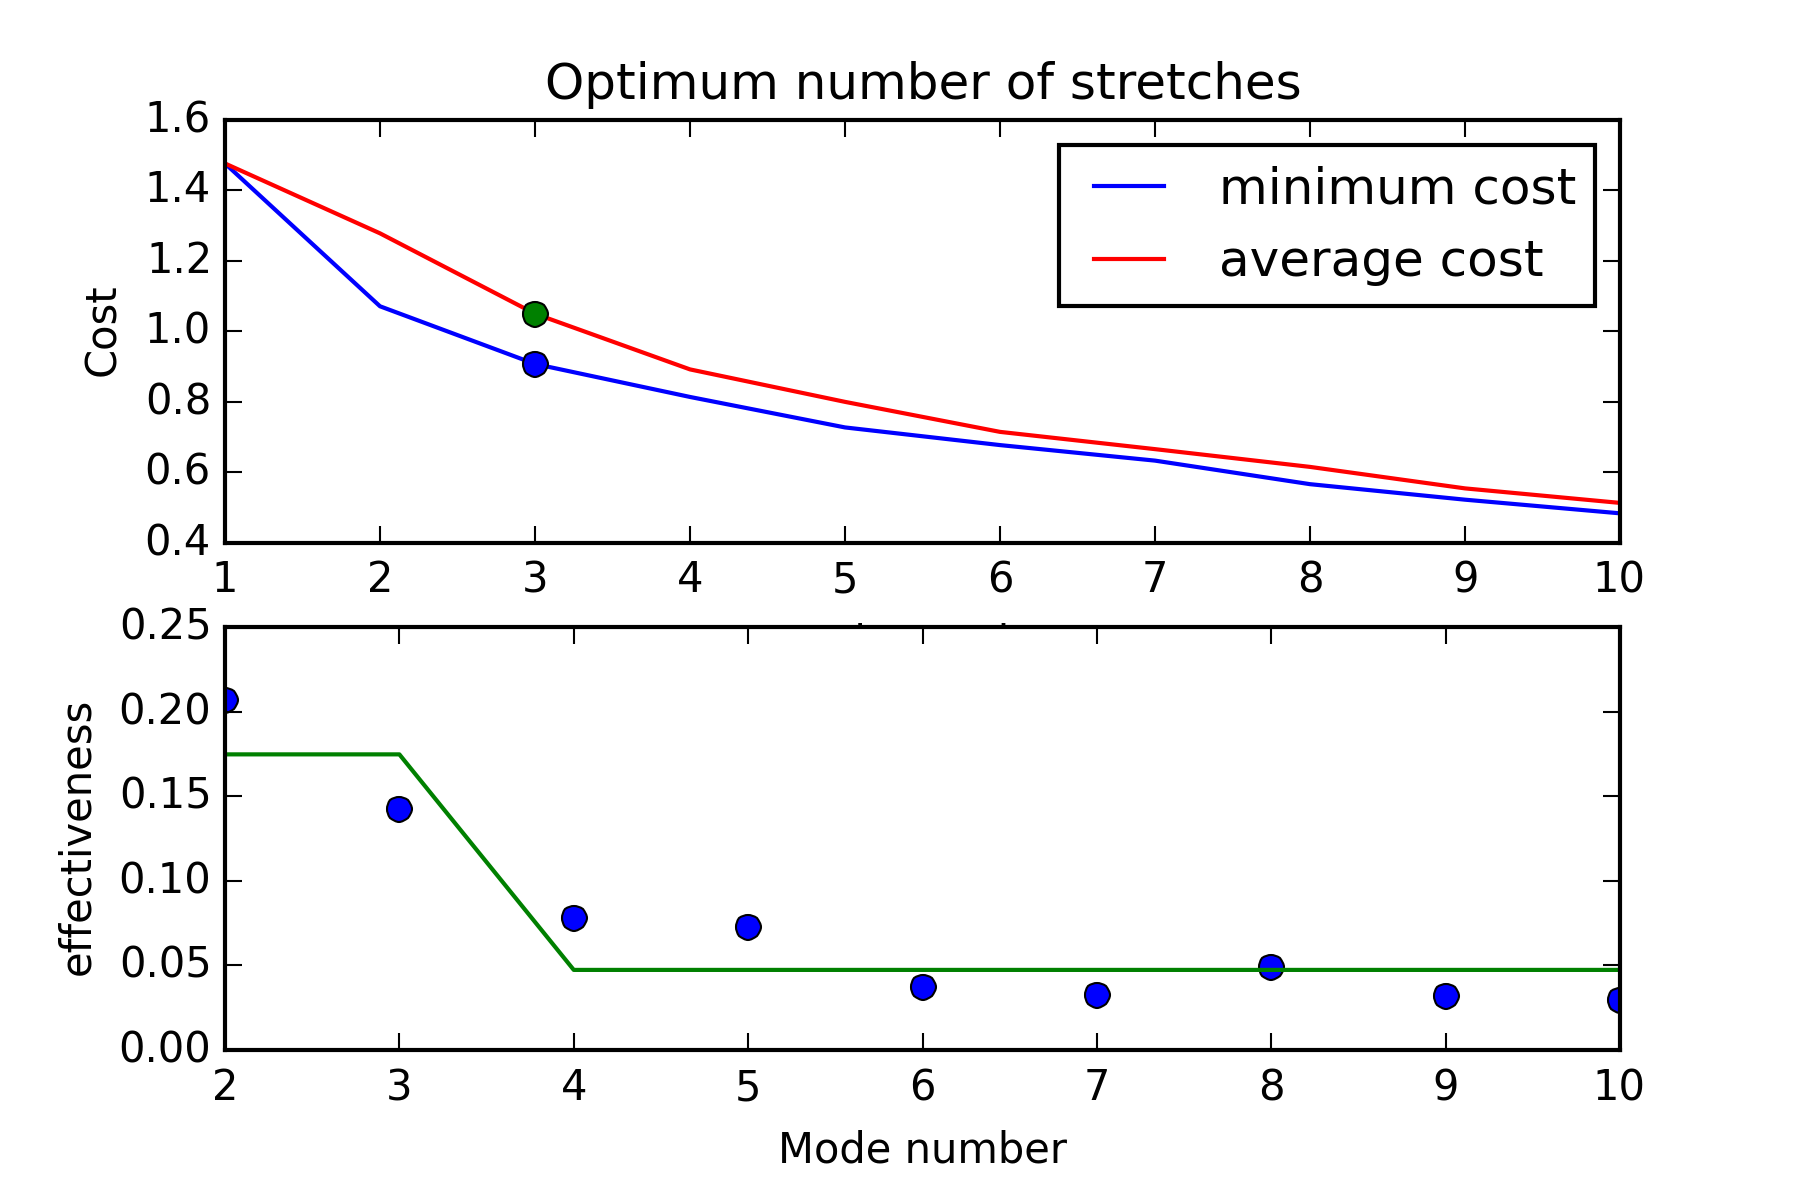 Optimum number of stretches
1.6
1.4
1.2
1.0
0.8
0.6
0.4
Cost
minimum cost
average cost
1 2 3 4 5 6 7 8 9 10
0.25
0.20
0.15
0.10
0.05
0.00
effectiveness
2 3 4 5 6 7 8 9 10
Mode number